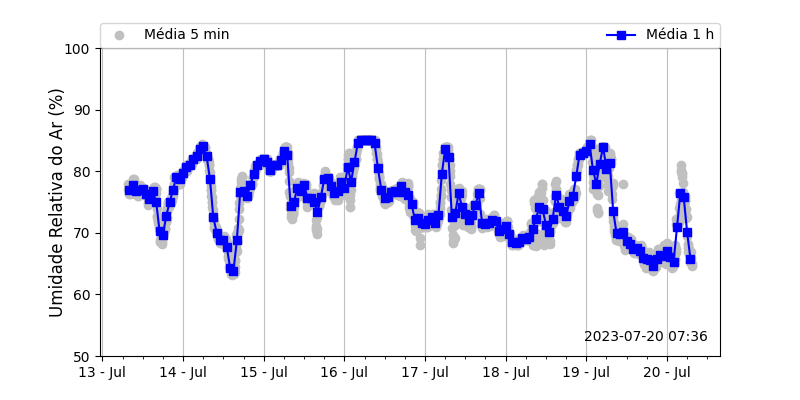 Média 5 min
Média 1 h
Umidade Relativa do Ar (%)
100
90
80
70
60
50
2023-07-20 07:36
13 - Jul
14 - Jul
15 - Jul
16 - Jul
17 - Jul
18 - Jul
19 - Jul
20 - Jul